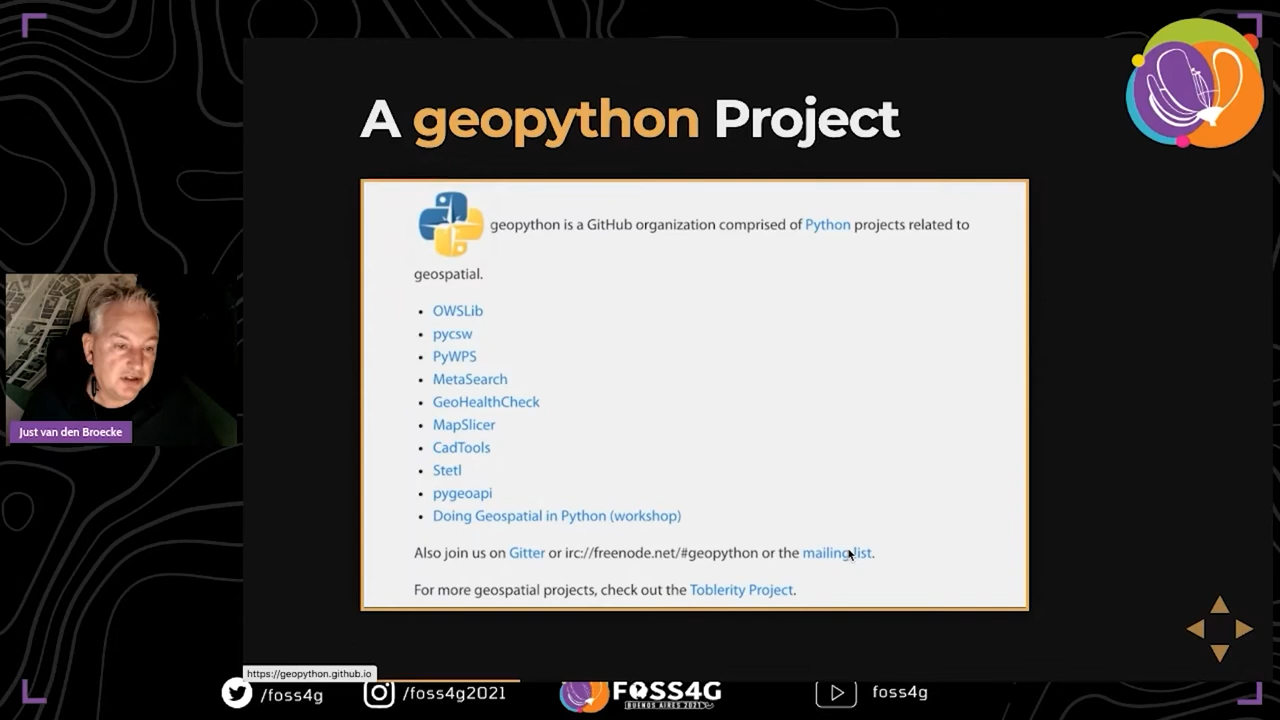 A geopython Project
geopython is a GitHub organization comprised of Python projects related to
geospatial.
OWSLib
pycsw
PyWPS
MetaSearch
GeoHealthCheck
MapSlicer
CadTools
Stetl
pygeoapi
Doing Geospatial in Python (workshop)
Also join us on Gitter or irc://freenode.net/#geopython or the mailing list.
For more geospatial projects, check out the Toblerity Project.
Just van den Broecke
https://geopython.github.io
/foss4g
/foss4g2021
FOSS4G
BUENOS AIRES 2021
foss4g